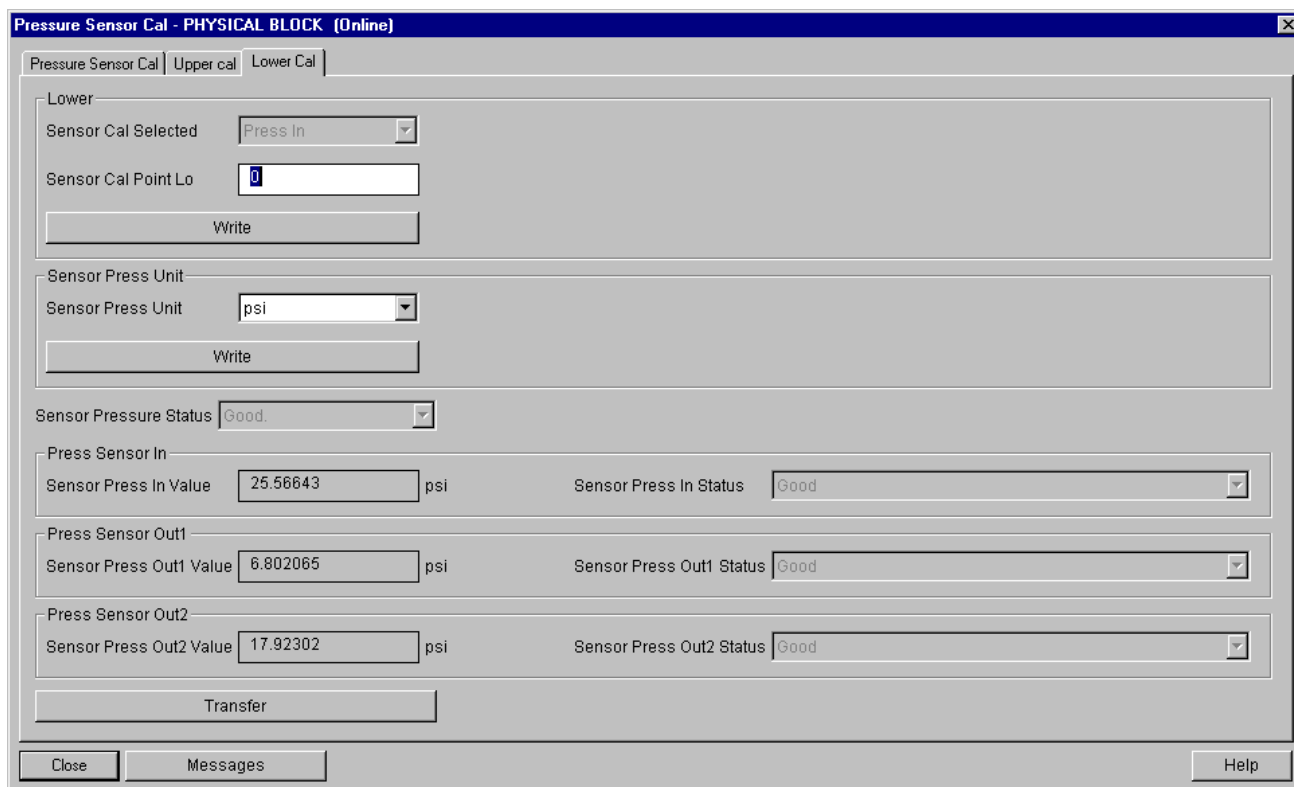 Pressure Sensor Cal - PHYSICAL BLOCK (Online)
Pressure Sensor Cal Upper cal Lower Cal
Lower
Sensor Cal Selected Press In
Sensor Cal Point Lo 0
Write
Sensor Press Unit
Sensor Press Unit psi
Write
Sensor Pressure Status Good.
Press Sensor In
Sensor Press In Value 25.56643 psi Sensor Press In Status Good
Press Sensor Out1
Sensor Press Out1 Value 6.802065 psi Sensor Press Out1 Status Good
Press Sensor Out2
Sensor Press Out2 Value 17.92302 psi Sensor Press Out2 Status Good
Transfer
Close Messages Help